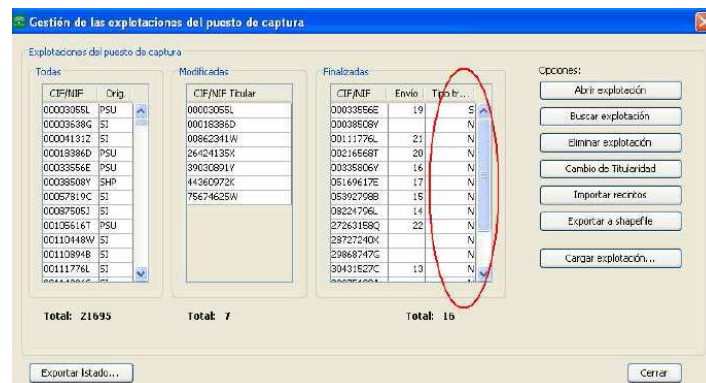 Gestión de las explotaciones del puesto de captura
Explotaciones del puesto de captura
Todas
CIF/NIF Orig.
00003055L PSU
00003638G SI
00004131Z SI
00018386D PSU
00033556E PSU
00038508Y SHP
00057819C SI
00087505J SI
00105616T PSU
00110448W SI
00110894B SI
00111776L SI
Total: 21695
Modificadas
CIF/NIF Titular
00003055L
00018386D
00862341W
26424135X
39030891Y
44360972K
75674625W
Total: 7
Finalizadas
CIF/NIF Envío Tipo tr...
00033556E 19 S
00038508Y N
00111776L 21 N
00216568T 20 N
00335806Y 16 N
05169617E 17 N
05392798B 15 N
08224796L 14 N
27263158Q 22 N
28727240X N
29868747G N
30431527C 13 N
Total: 16
Opciones:
Abrir explotación
Buscar explotación
Eliminar explotación
Cambio de Titularidad
Importar recintos
Exportar a shapefile
Cargar explotación...
Exportar listado...
Cerrar